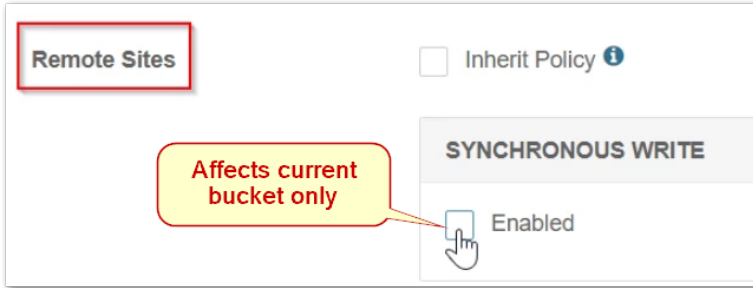 Remote Sites
Inherit Policy
SYNCHRONOUS WRITE
Affects current
bucket only
Enabled